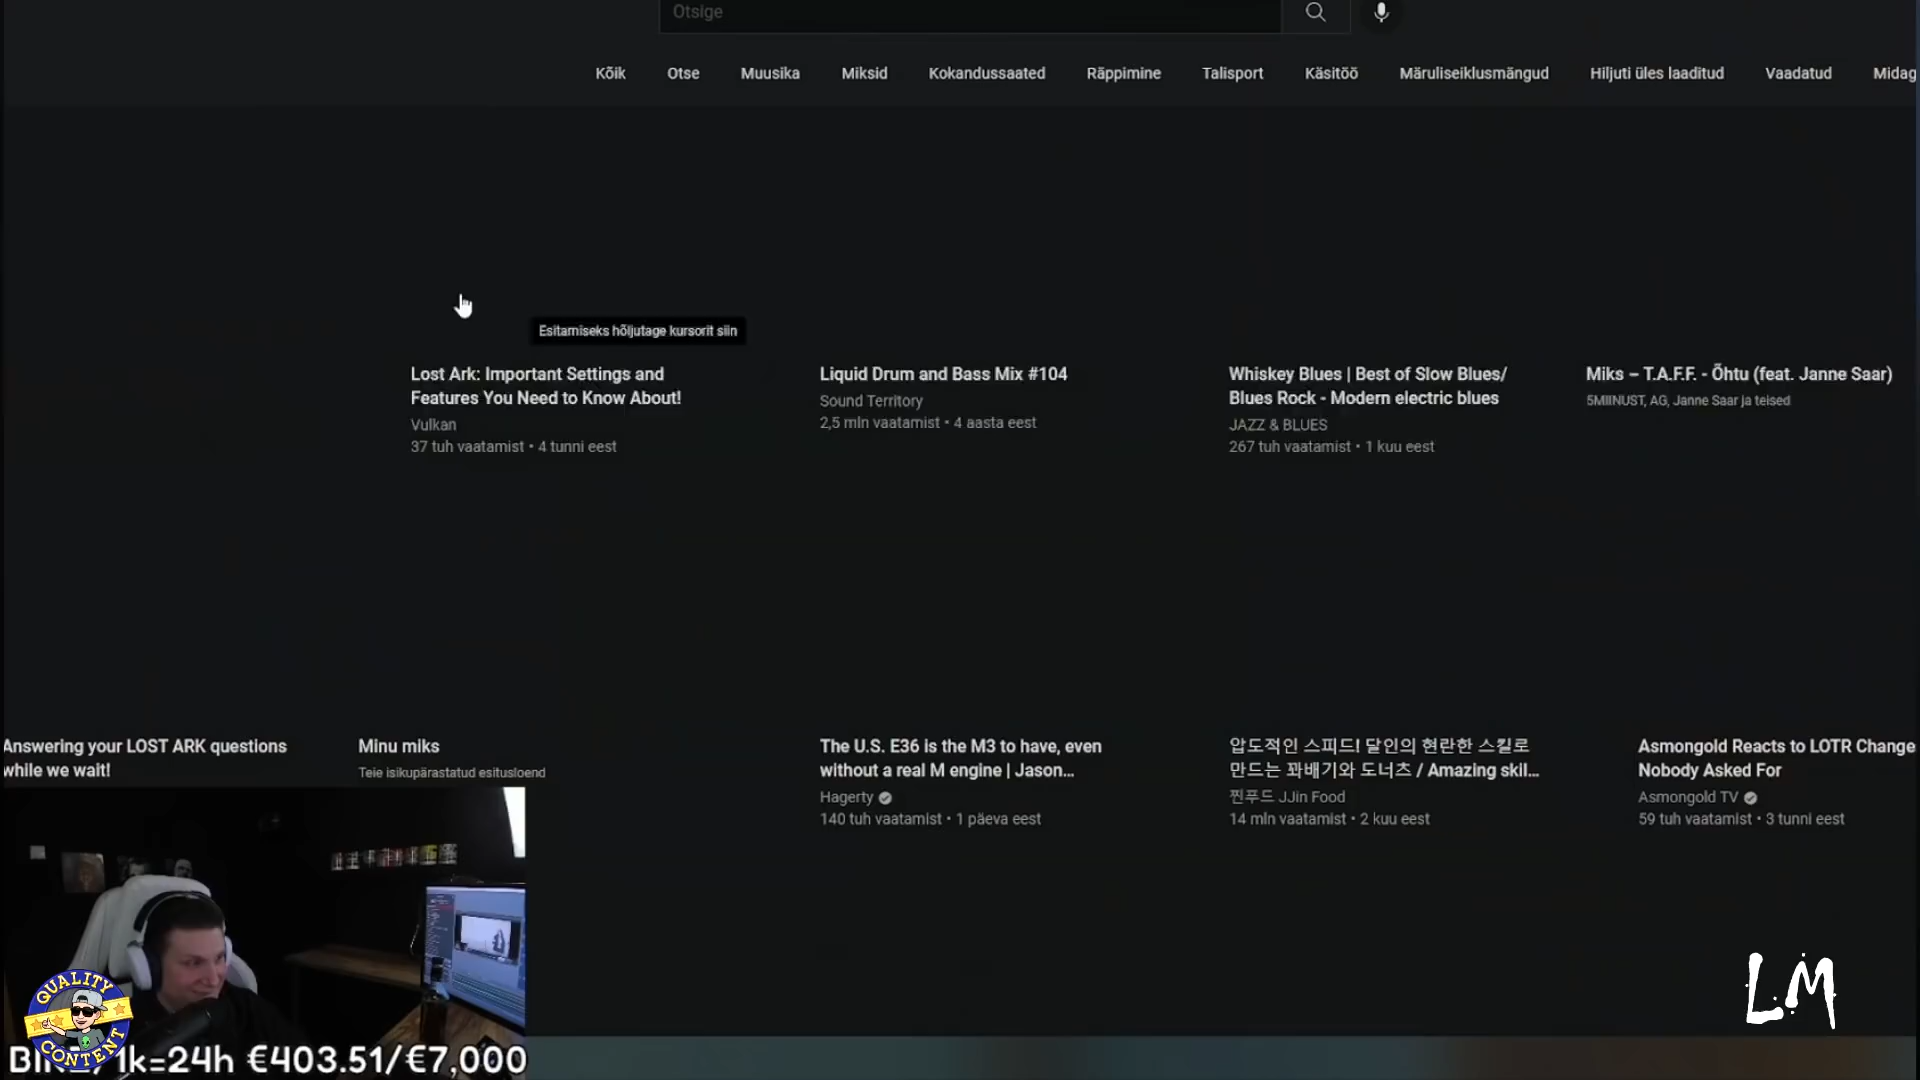 Otsige
Kõik Otse Muusika Miksid Kokandussaated Räppimine Talisport Käsitöö Märuliseiklusmängud Hiljuti üles laaditud Vaadatud Midag
Esitamiseks hõljutage kursorit siin
Lost Ark: Important Settings and
Features You Need to Know About!
Vulkan
37 tuh vaatamist • 4 tunni eest
Liquid Drum and Bass Mix #104
Sound Territory
2,5 mln vaatamist • 4 aasta eest
Whiskey Blues | Best of Slow Blues/
Blues Rock - Modern electric blues
JAZZ & BLUES
267 tuh vaatamist • 1 kuu eest
Miks – T.A.F.F. - Õhtu (feat. Janne Saar)
5MIINUST, AG, Janne Saar ja teised
Answering your LOST ARK questions
while we wait!
Minu miks
Teie isikupärastatud esitusloend
The U.S. E36 is the M3 to have, even
without a real M engine | Jason...
Hagerty
140 tuh vaatamist • 1 päeva eest
압도적인 스피드! 달인의 현란한 스킬로
만드는 꽈배기와 도너츠 / Amazing skil...
찐푸드 JJin Food
14 mln vaatamist • 2 kuu eest
Asmongold Reacts to LOTR Change
Nobody Asked For
Asmongold TV
59 tuh vaatamist • 3 tunni eest
QUALITY
CONTENT
1k=24h €403.51/€7,000
LM